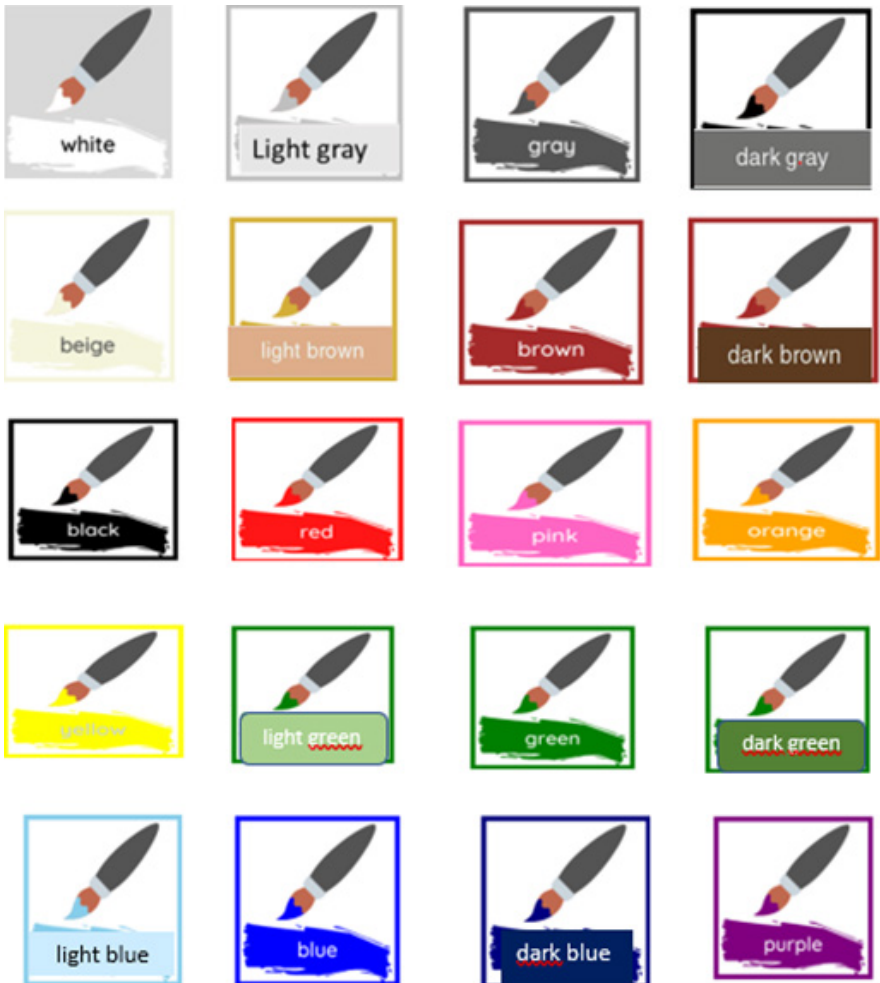 white
Light gray
gray
dark gray
beige
light brown
brown
dark brown
black
red
pink
orange
yellow
light green
green
dark green
light blue
blue
dark blue
purple